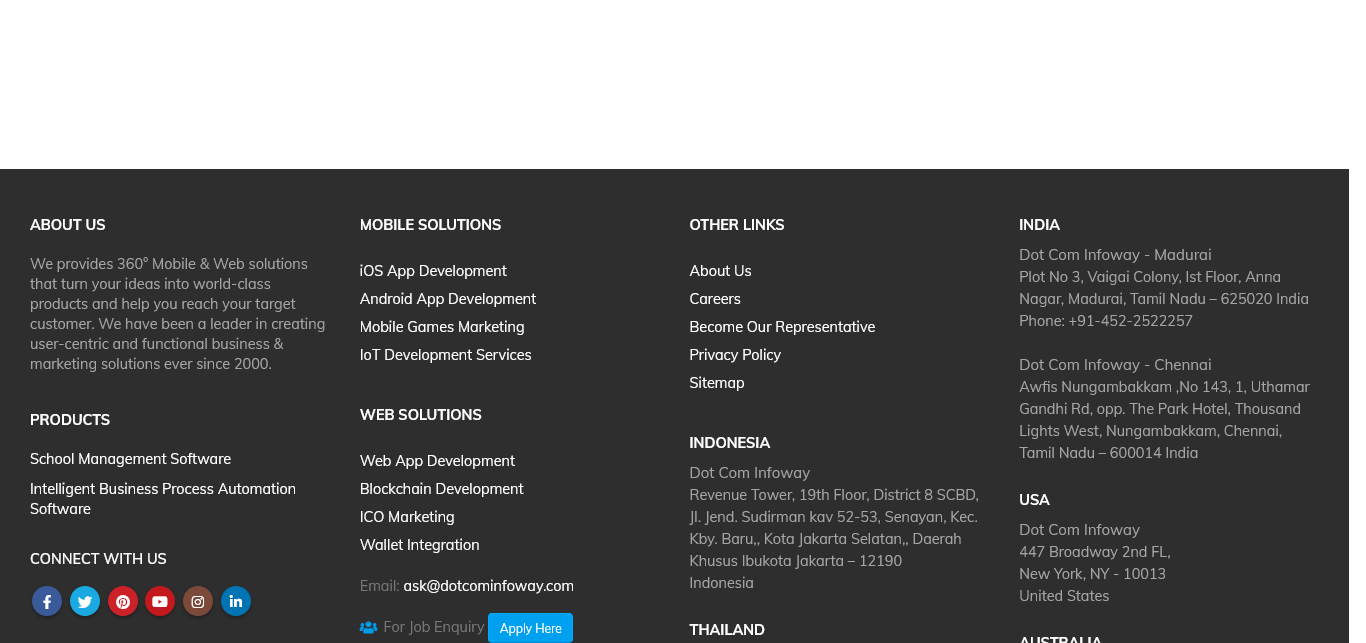 ABOUT US
We provides 360° Mobile & Web solutions
that turn your ideas into world-class
products and help you reach your target
customer. We have been a leader in creating
user-centric and functional business &
marketing solutions ever since 2000.
PRODUCTS
School Management Software
Intelligent Business Process Automation
Software
CONNECT WITH US
MOBILE SOLUTIONS
iOS App Development
Android App Development
Mobile Games Marketing
IoT Development Services
WEB SOLUTIONS
Web App Development
Blockchain Development
ICO Marketing
Wallet Integration
Email: ask@dotcominfoway.com
For Job Enquiry Apply Here
OTHER LINKS
About Us
Careers
Become Our Representative
Privacy Policy
Sitemap
INDONESIA
Dot Com Infoway
Revenue Tower, 19th Floor, District 8 SCBD,
Jl. Jend. Sudirman kav 52-53, Senayan, Kec.
Kby. Baru,, Kota Jakarta Selatan,, Daerah
Khusus Ibukota Jakarta – 12190
Indonesia
THAILAND
INDIA
Dot Com Infoway - Madurai
Plot No 3, Vaigai Colony, Ist Floor, Anna
Nagar, Madurai, Tamil Nadu – 625020 India
Phone: +91-452-2522257
Dot Com Infoway - Chennai
Awfis Nungambakkam ,No 143, 1, Uthamar
Gandhi Rd, opp. The Park Hotel, Thousand
Lights West, Nungambakkam, Chennai,
Tamil Nadu – 600014 India
USA
Dot Com Infoway
447 Broadway 2nd FL,
New York, NY - 10013
United States
AUSTRALIA